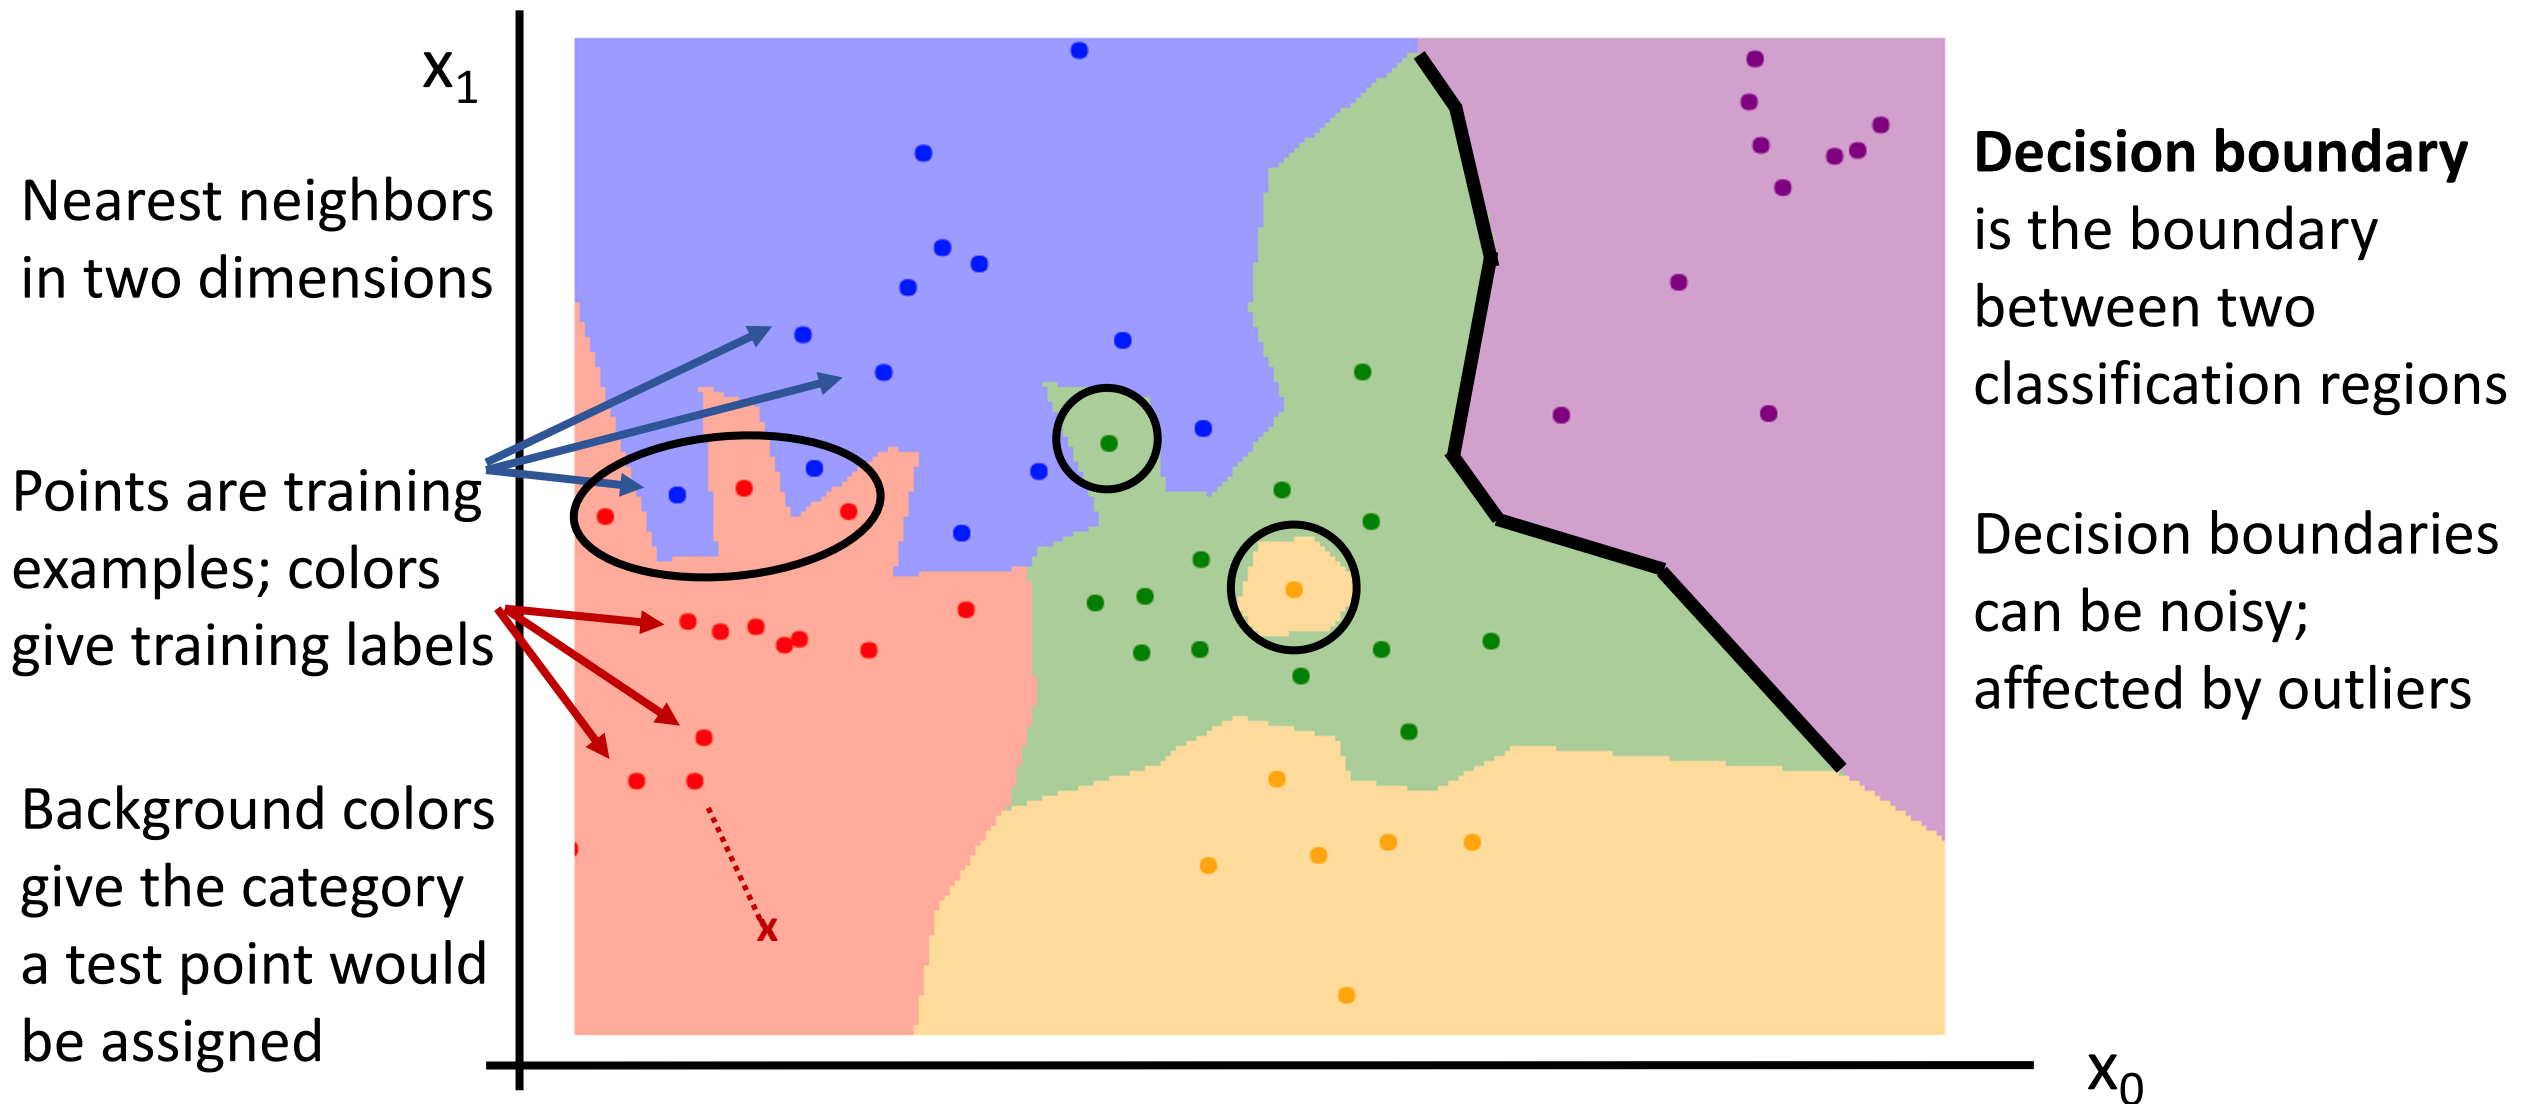 x₁
Nearest neighbors
in two dimensions
Points are training
examples; colors
give training labels
Background colors
give the category
a test point would
be assigned
x
Decision boundary
is the boundary
between two
classification regions
Decision boundaries
can be noisy;
affected by outliers
x₀